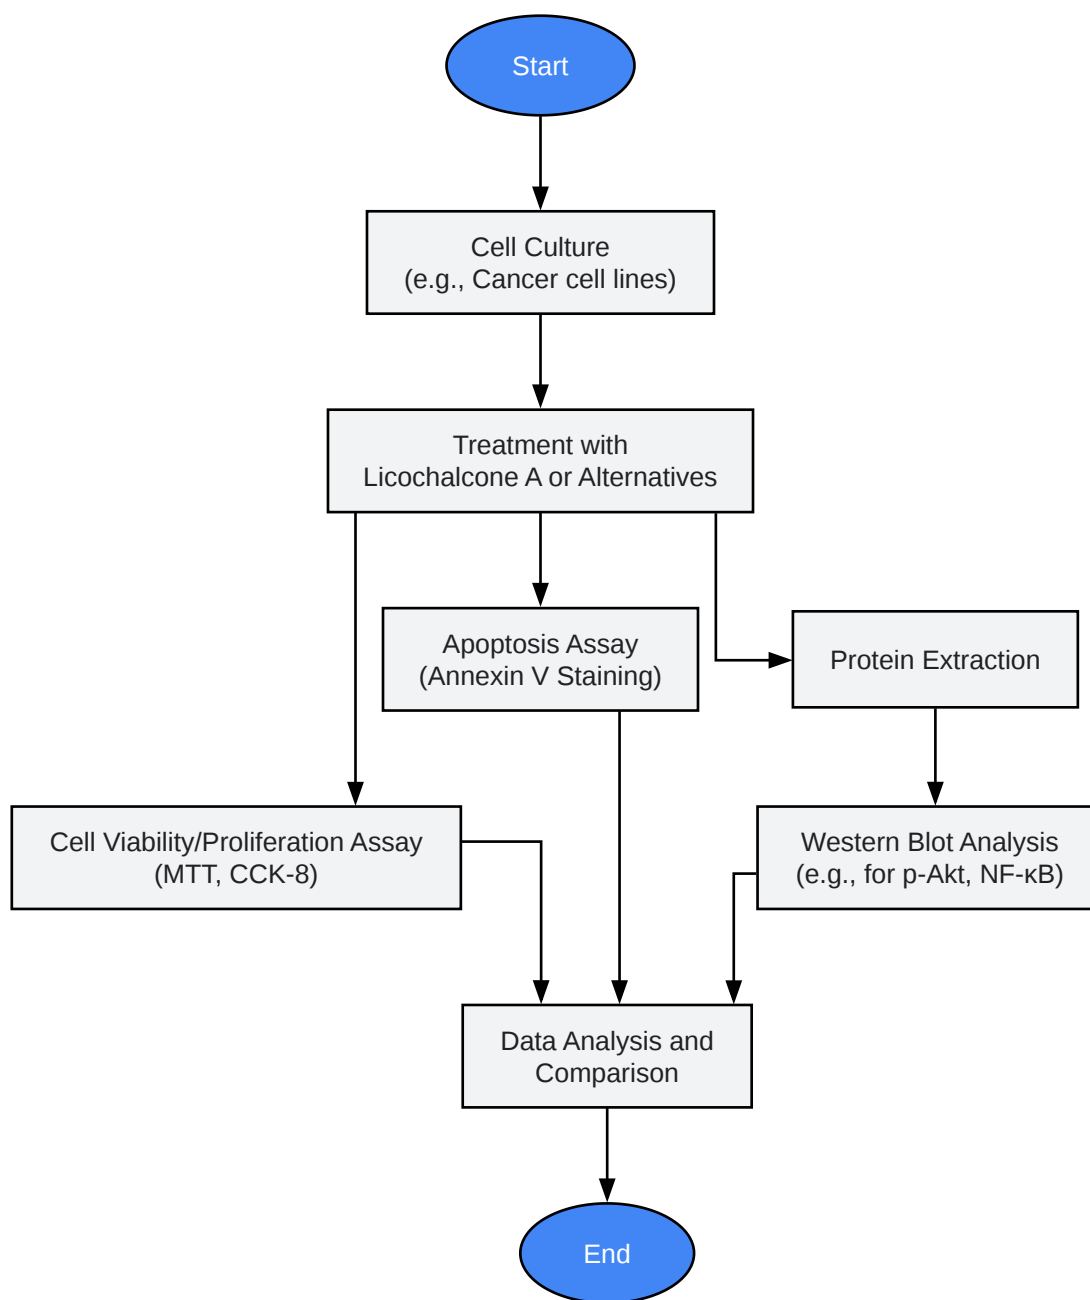 Start
Cell Culture
(e.g., Cancer cell lines)
Treatment with
Licochalcone A or Alternatives
Apoptosis Assay
(Annexin V Staining)
Protein Extraction
Cell Viability/Proliferation Assay
(MTT, CCK-8)
Western Blot Analysis
(e.g., for p-Akt, NF-κB)
Data Analysis and
Comparison
End